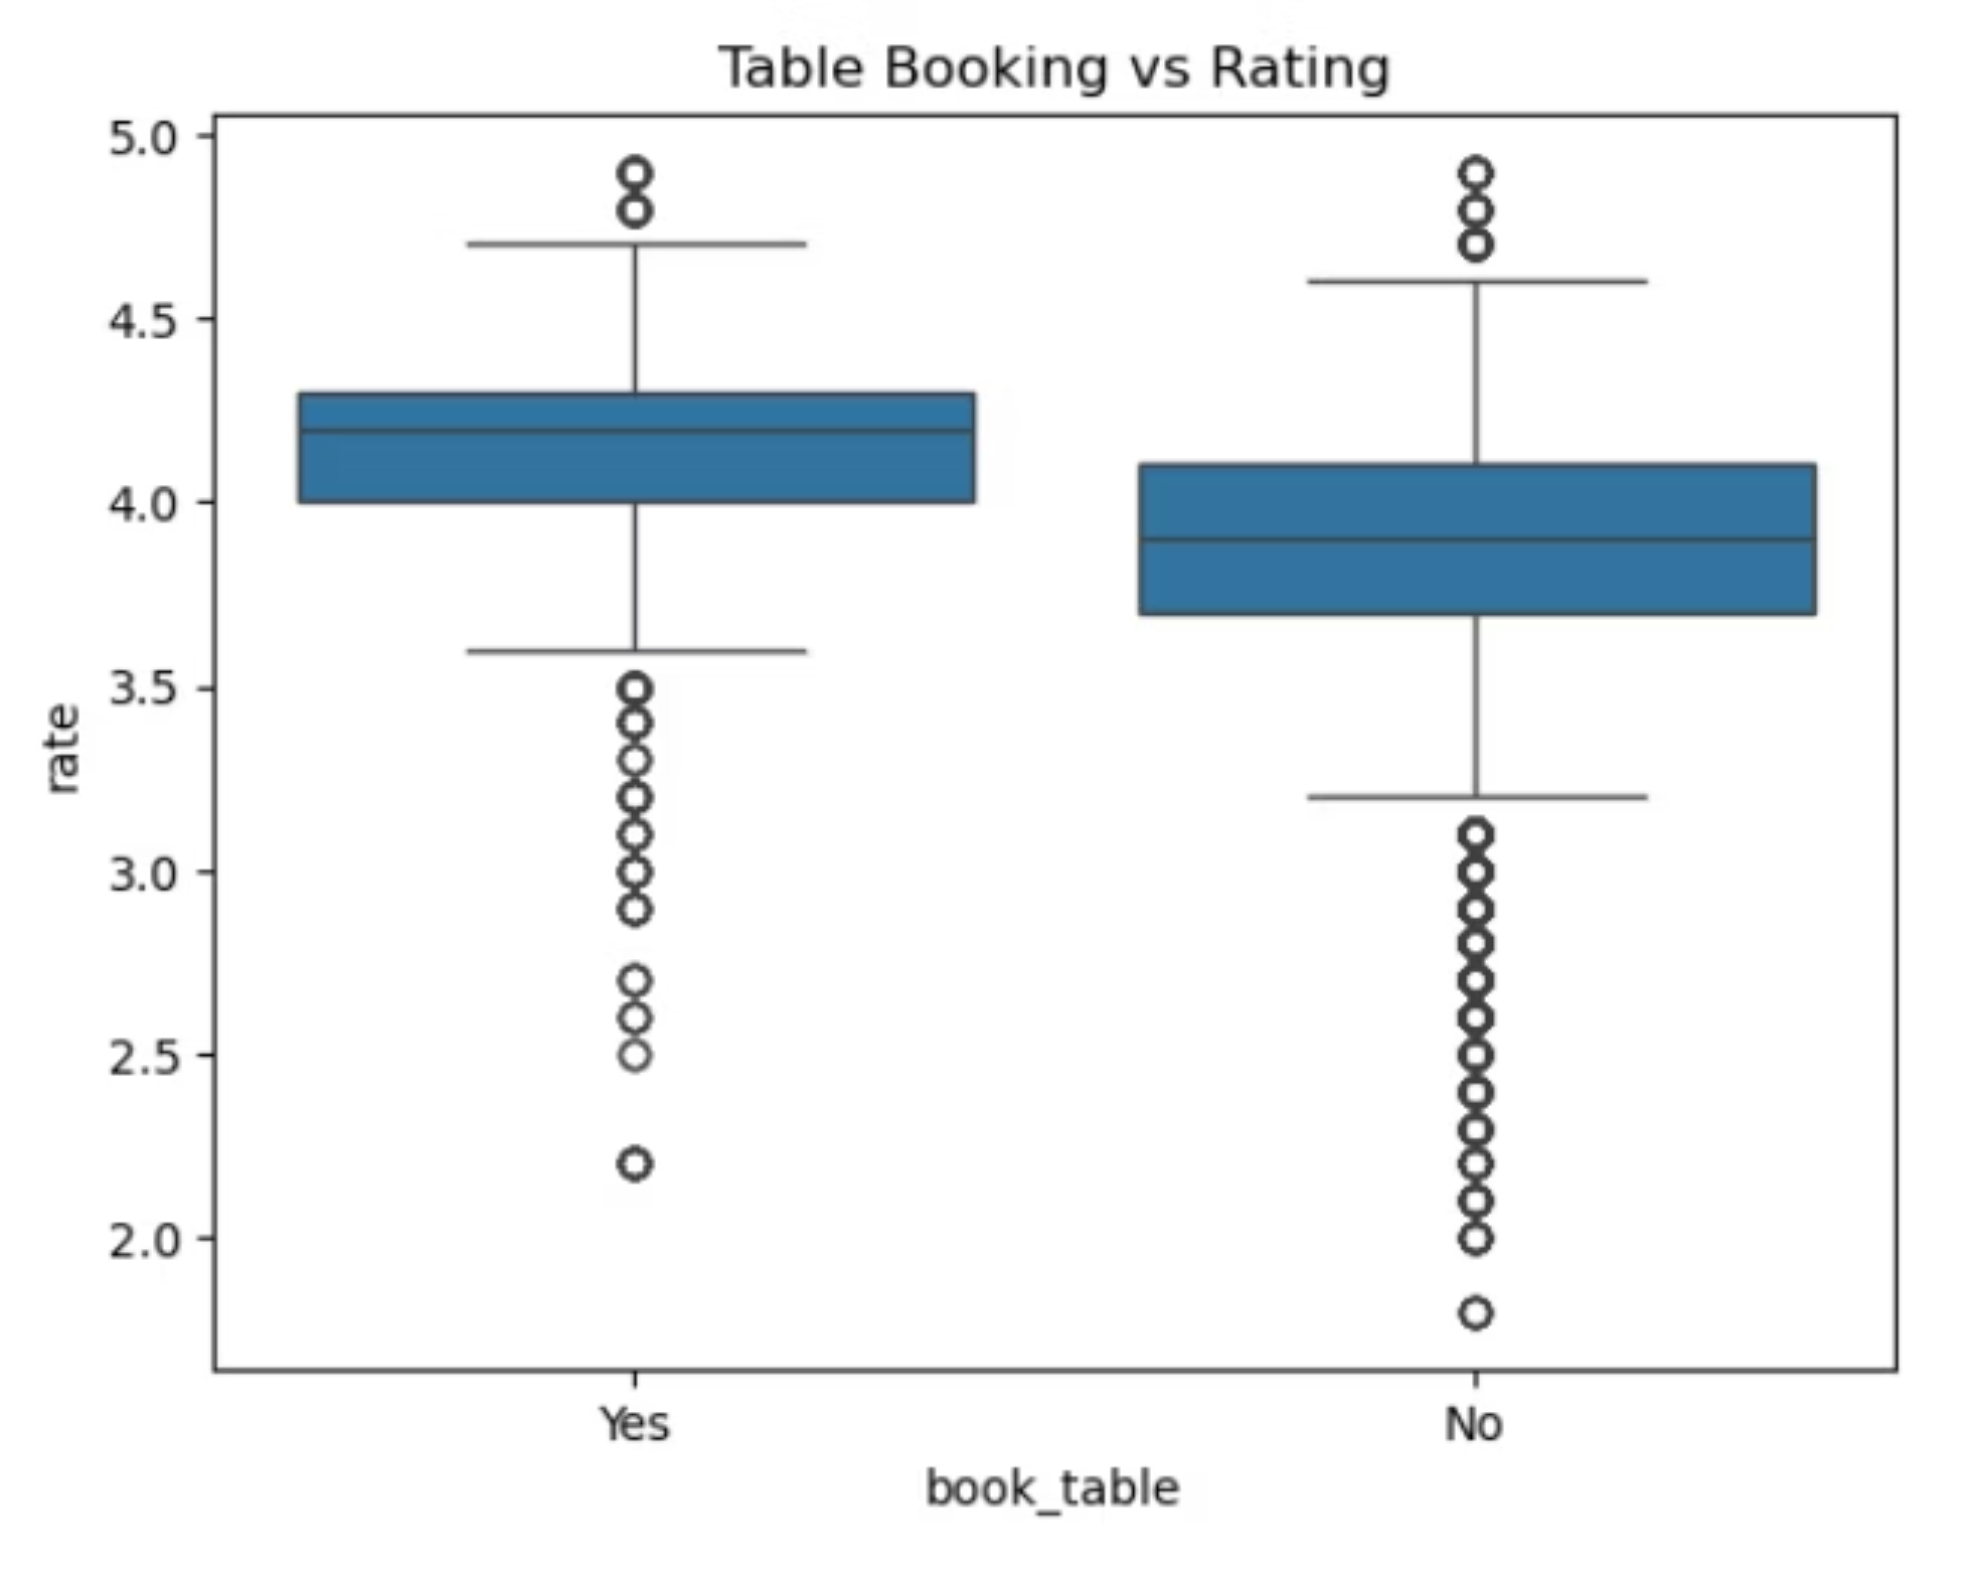 Table Booking vs Rating
5.0
4.5
4.0
3.5
3.0
2.5
2.0
rate
Yes
No
book_table